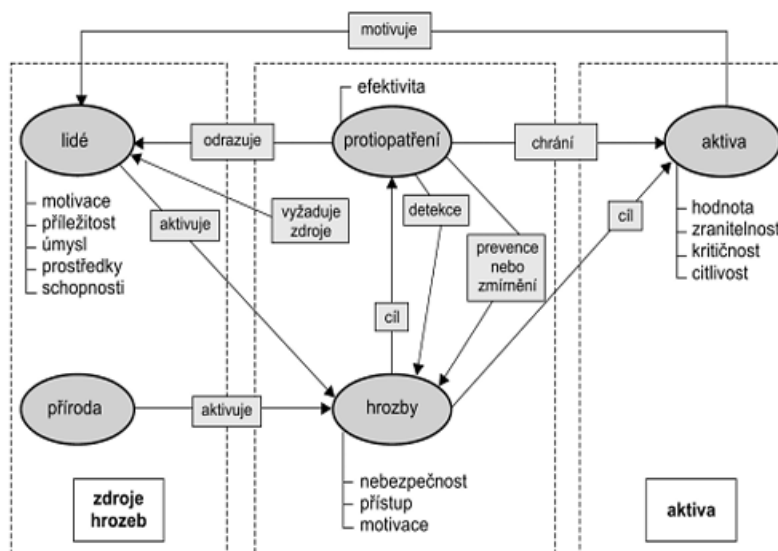 motivuje
efektivita
lidé
odrazuje
protiopatření
chrání
aktiva
motivace
příležitost
úmysl
prostředky
schopnosti
aktivuje
vyžaduje
zdroje
detekce
prevence
nebo
zmírnění
cíl
hodnota
zranitelnost
kritičnost
citlivost
cíl
příroda
aktivuje
hrozby
nebezpečnost
přístup
motivace
zdroje
hrozeb
aktiva